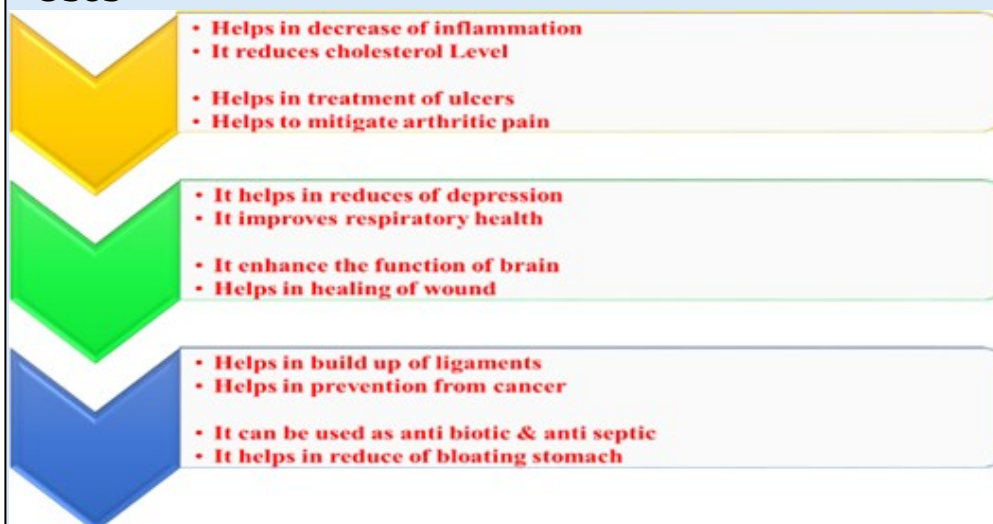 • Helps in decrease of inflammation
• It reduces cholesterol Level
• Helps in treatment of ulcers
• Helps to mitigate arthritic pain
• It helps in reduces of depression
• It improves respiratory health
• It enhance the function of brain
• Helps in healing of wound
• Helps in build up of ligaments
• Helps in prevention from cancer
• It can be used as anti biotic & anti septic
• It helps in reduce of bloating stomach